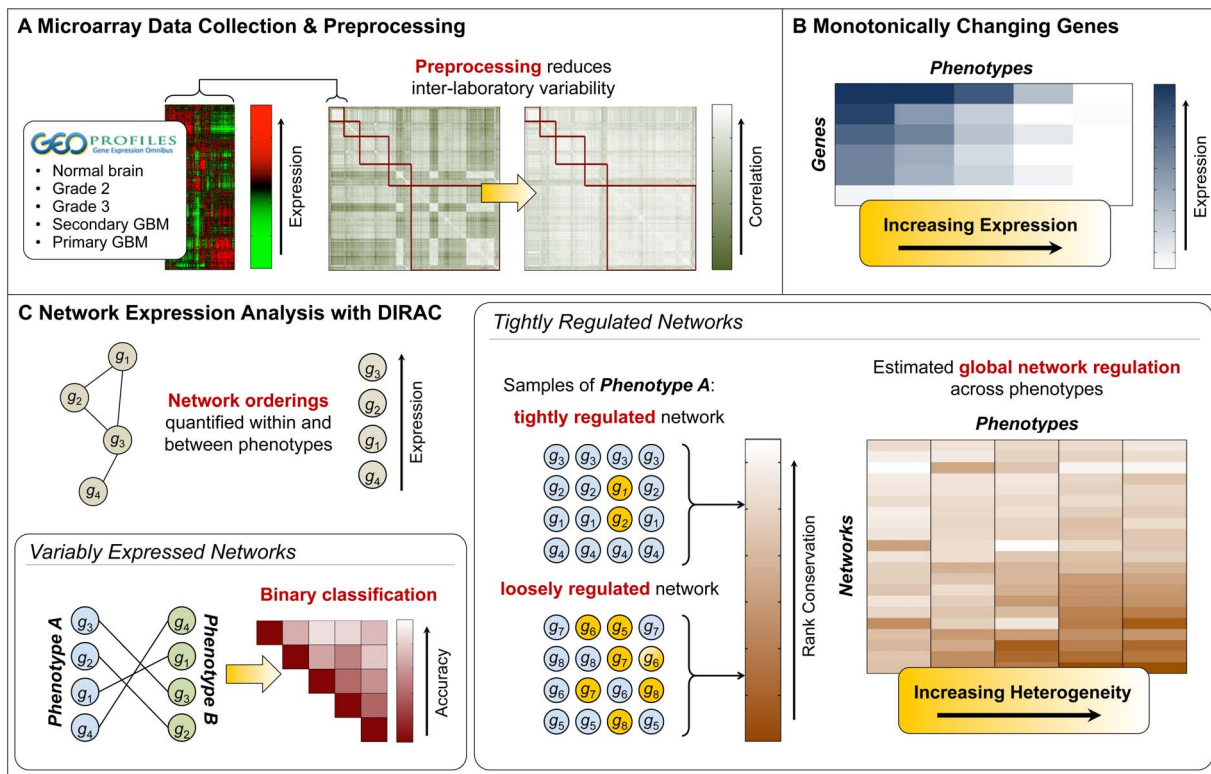 A Microarray Data Collection & Preprocessing
Preprocessing reduces
inter-laboratory variability
GEO PROFILES
Gene Expression Omnibus
• Normal brain
• Grade 2
• Grade 3
• Secondary GBM
• Primary GBM
Expression
Correlation
B Monotonically Changing Genes
Phenotypes
Genes
Expression
Increasing Expression
C Network Expression Analysis with DIRAC
g1
g2
g3
g4
Network orderings
quantified within and
between phenotypes
g3
g2
g1
g4
Expression
Variably Expressed Networks
Phenotype A
g3 g4
g2 g1
g1 g3
g4 g2
Phenotype B
Binary classification
Accuracy
Tightly Regulated Networks
Samples of Phenotype A:
tightly regulated network
g3 g3 g3 g3
g2 g2 g1 g2
g1 g1 g2 g1
g4 g4 g4 g4
loosely regulated network
g7 g6 g5 g7
g8 g8 g7 g6
g6 g7 g6 g8
g5 g5 g8 g5
Rank Conservation
Estimated global network regulation
across phenotypes
Phenotypes
Networks
Increasing Heterogeneity